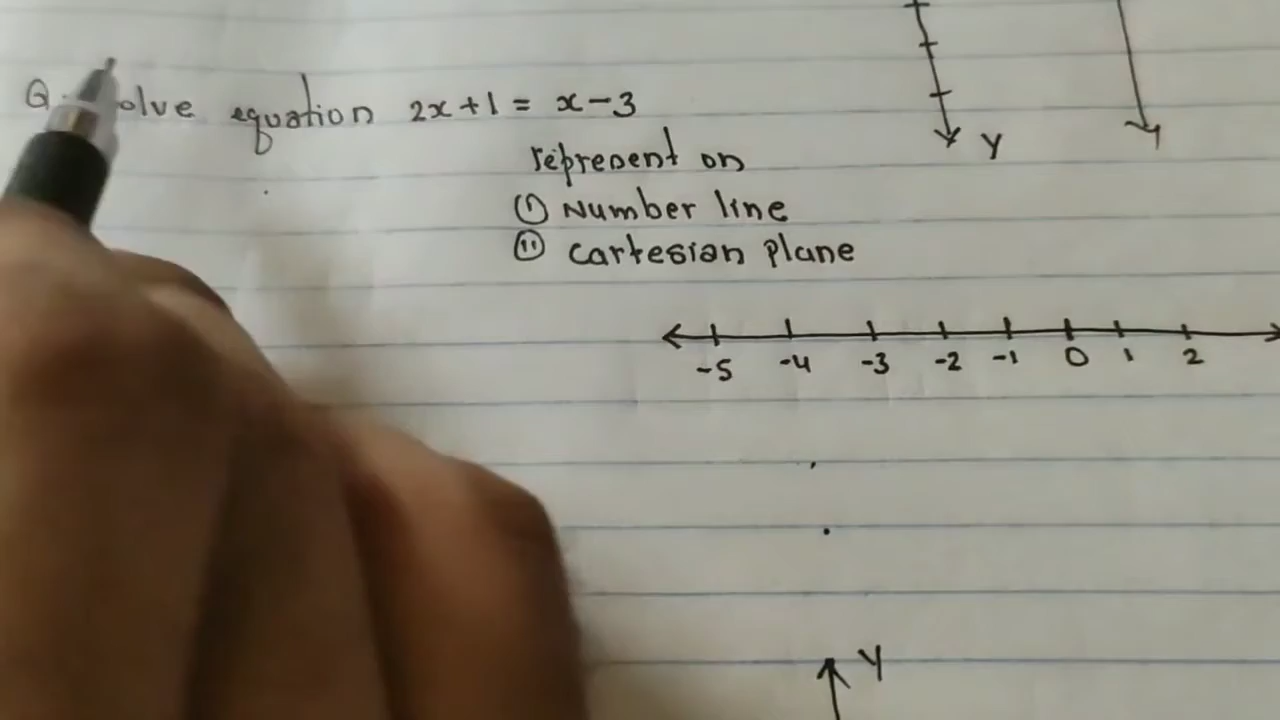 Q. Solve equation 2x+1 = x-3
represent on
(i) Number line
(ii) Cartesian plane
-5 -4 -3 -2 -1 0 1 2
Y
Y